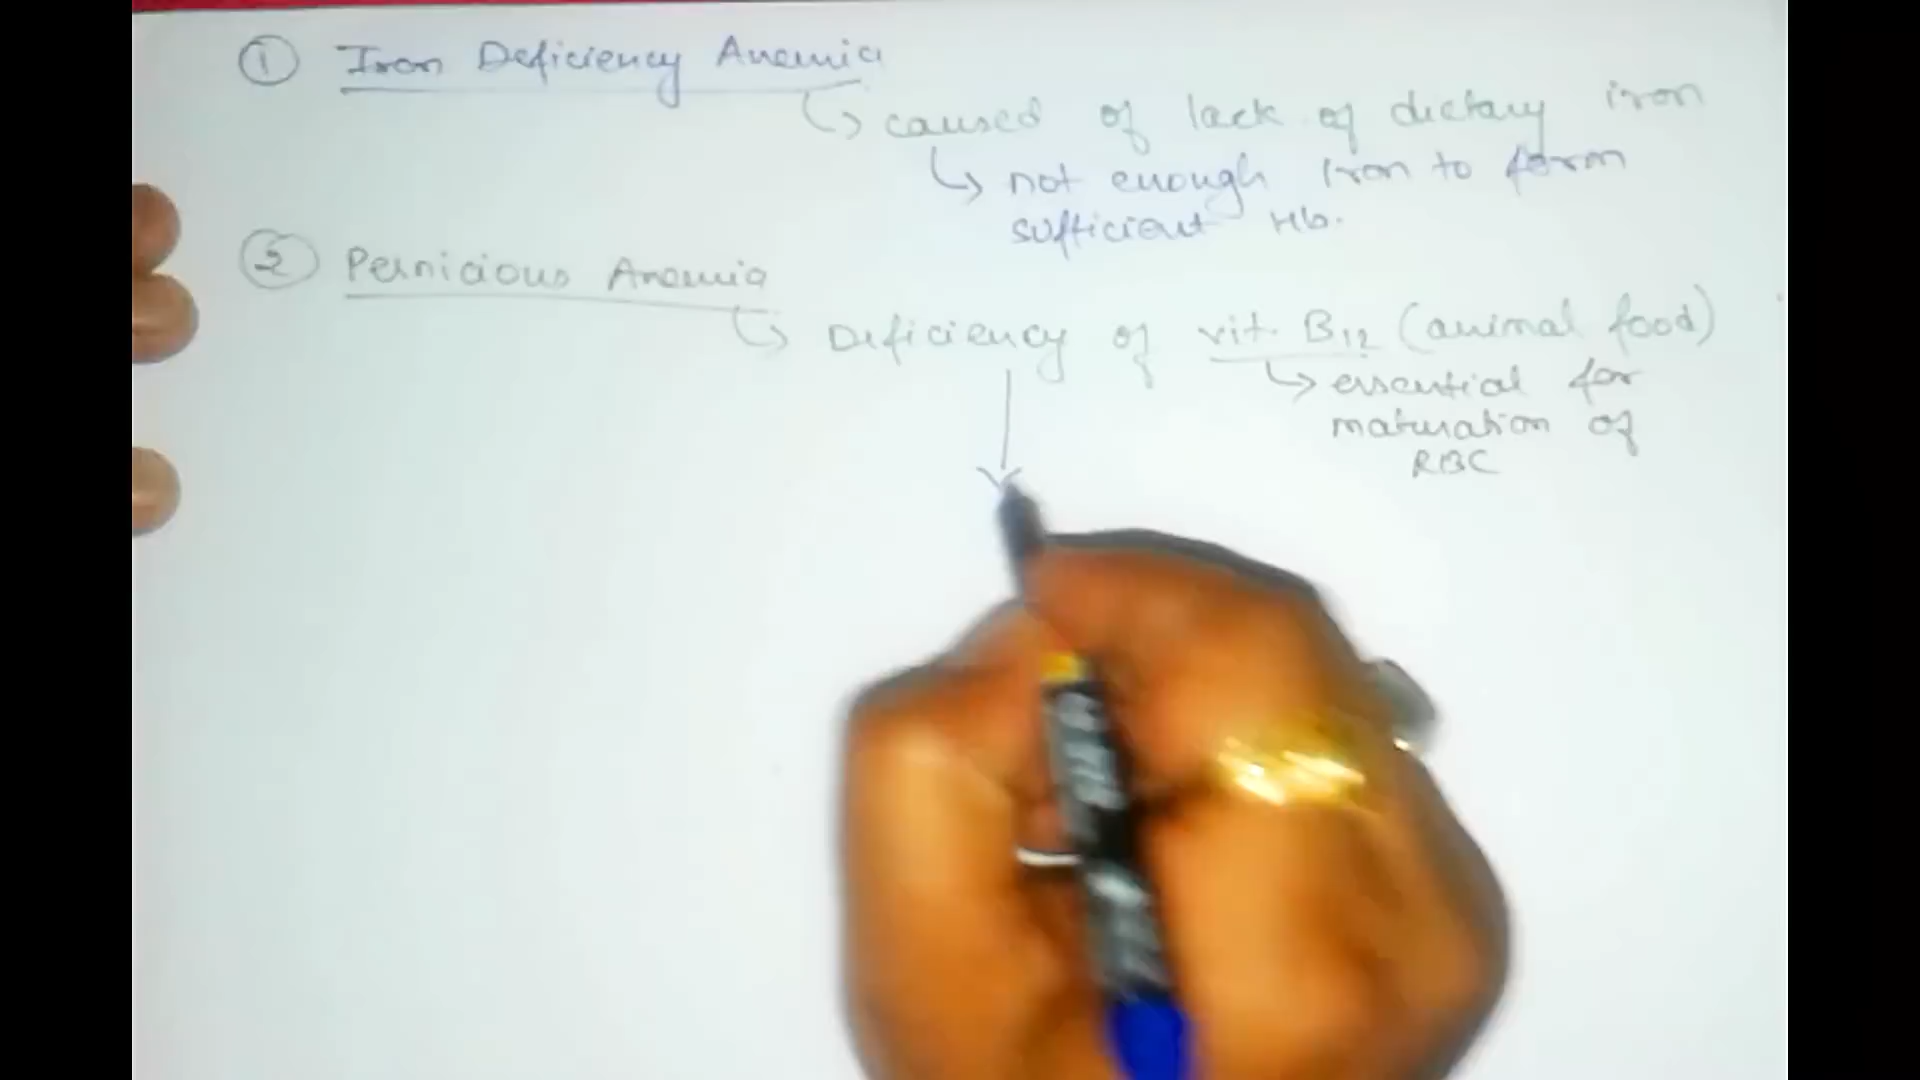 ① Iron Deficiency Anemia
↳ caused of lack of dietary iron
↳ not enough Iron to form
sufficient Hb.
② Pernicious Anemia
↳ Deficiency of vit. B12 (animal food)
↳ essential for
maturation of
RBC